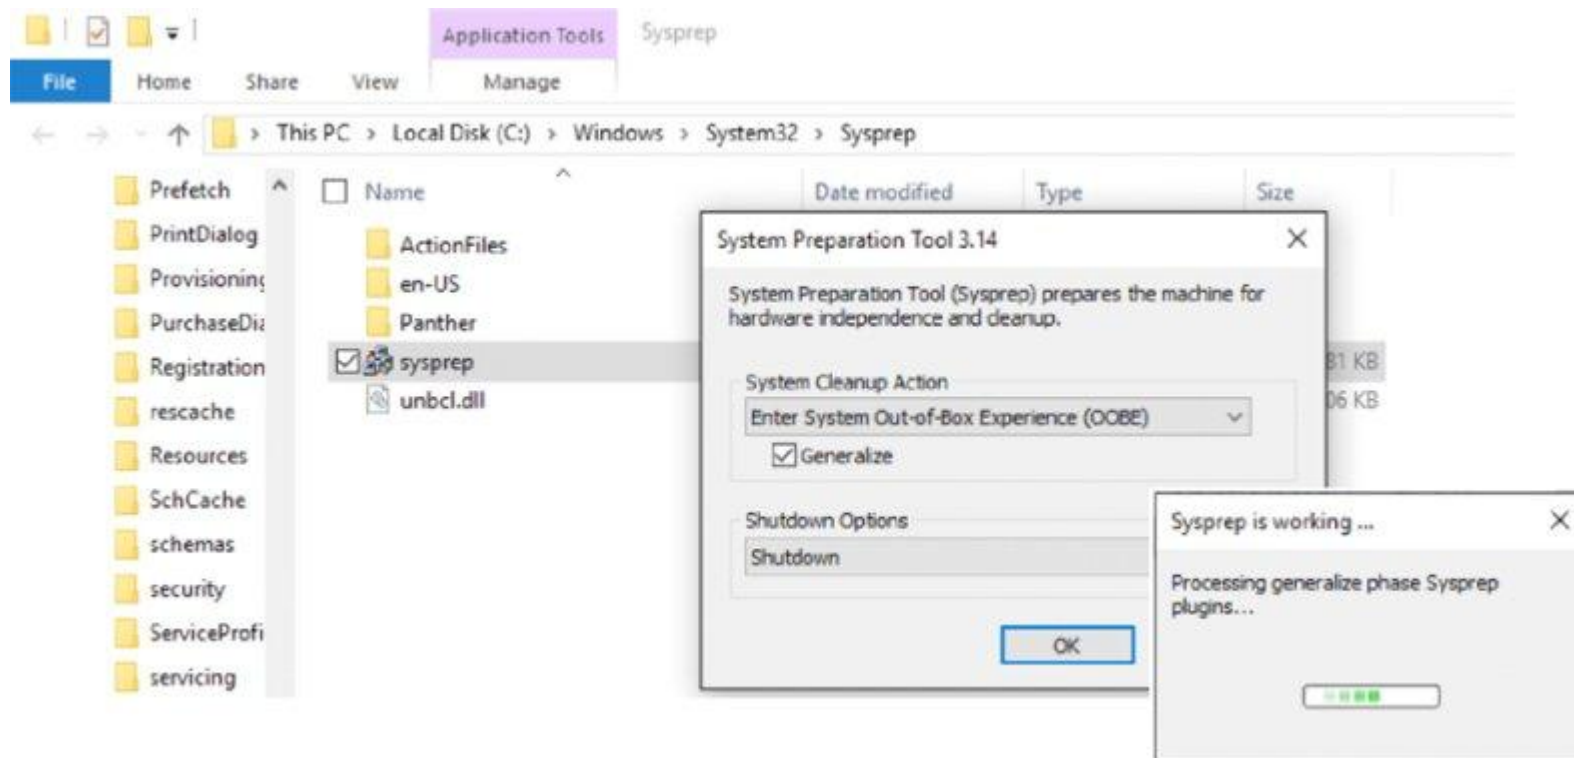 Application Tools
Sysprep
File
Home
Share
View
Manage
This PC > Local Disk (C:) > Windows > System32 > Sysprep
Prefetch
PrintDialog
Provisioning
PurchaseDia
Registration
rescache
Resources
SchCache
schemas
security
ServiceProfi
servicing
Name
Date modified
Type
Size
ActionFiles
en-US
Panther
sysprep
81 KB
unbcl.dll
06 KB
System Preparation Tool 3.14
System Preparation Tool (Sysprep) prepares the machine for
hardware independence and cleanup.
System Cleanup Action
Enter System Out-of-Box Experience (OOBE)
Generalize
Shutdown Options
Shutdown
OK
Sysprep is working ...
Processing generalize phase Sysprep
plugins...